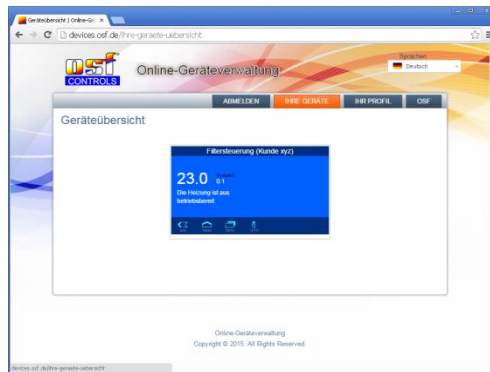 Geräteübersicht | Online-Ge
devices.osf.de/ihre-geraete-uebersicht
osf
CONTROLS
Online-Geräteverwaltung
Sprachen
Deutsch
ABMELDEN
IHRE GERÄTE
IHR PROFIL
OSF
Geräteübersicht
Filtersteuerung (Kunde xyz)
23.0
0.1
Die Heizung ist aus
betriebsbereit
Online-Geräteverwaltung
Copyright © 2015. All Rights Reserved.
devices.osf.de/ihre-geraete-uebersicht